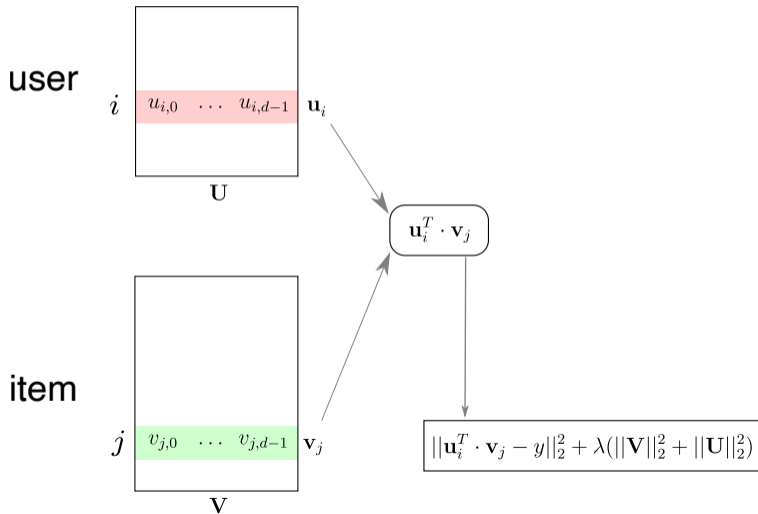 user
i
u_{i,0} ⋯ u_{i,d−1}
𝐮_i
𝐔
𝐮_i^T · 𝐯_j
item
j
v_{j,0} ⋯ v_{j,d−1}
𝐯_j
𝐕
||𝐮_i^T · 𝐯_j − y||_2^2 + λ(||𝐕||_2^2 + ||𝐔||_2^2)